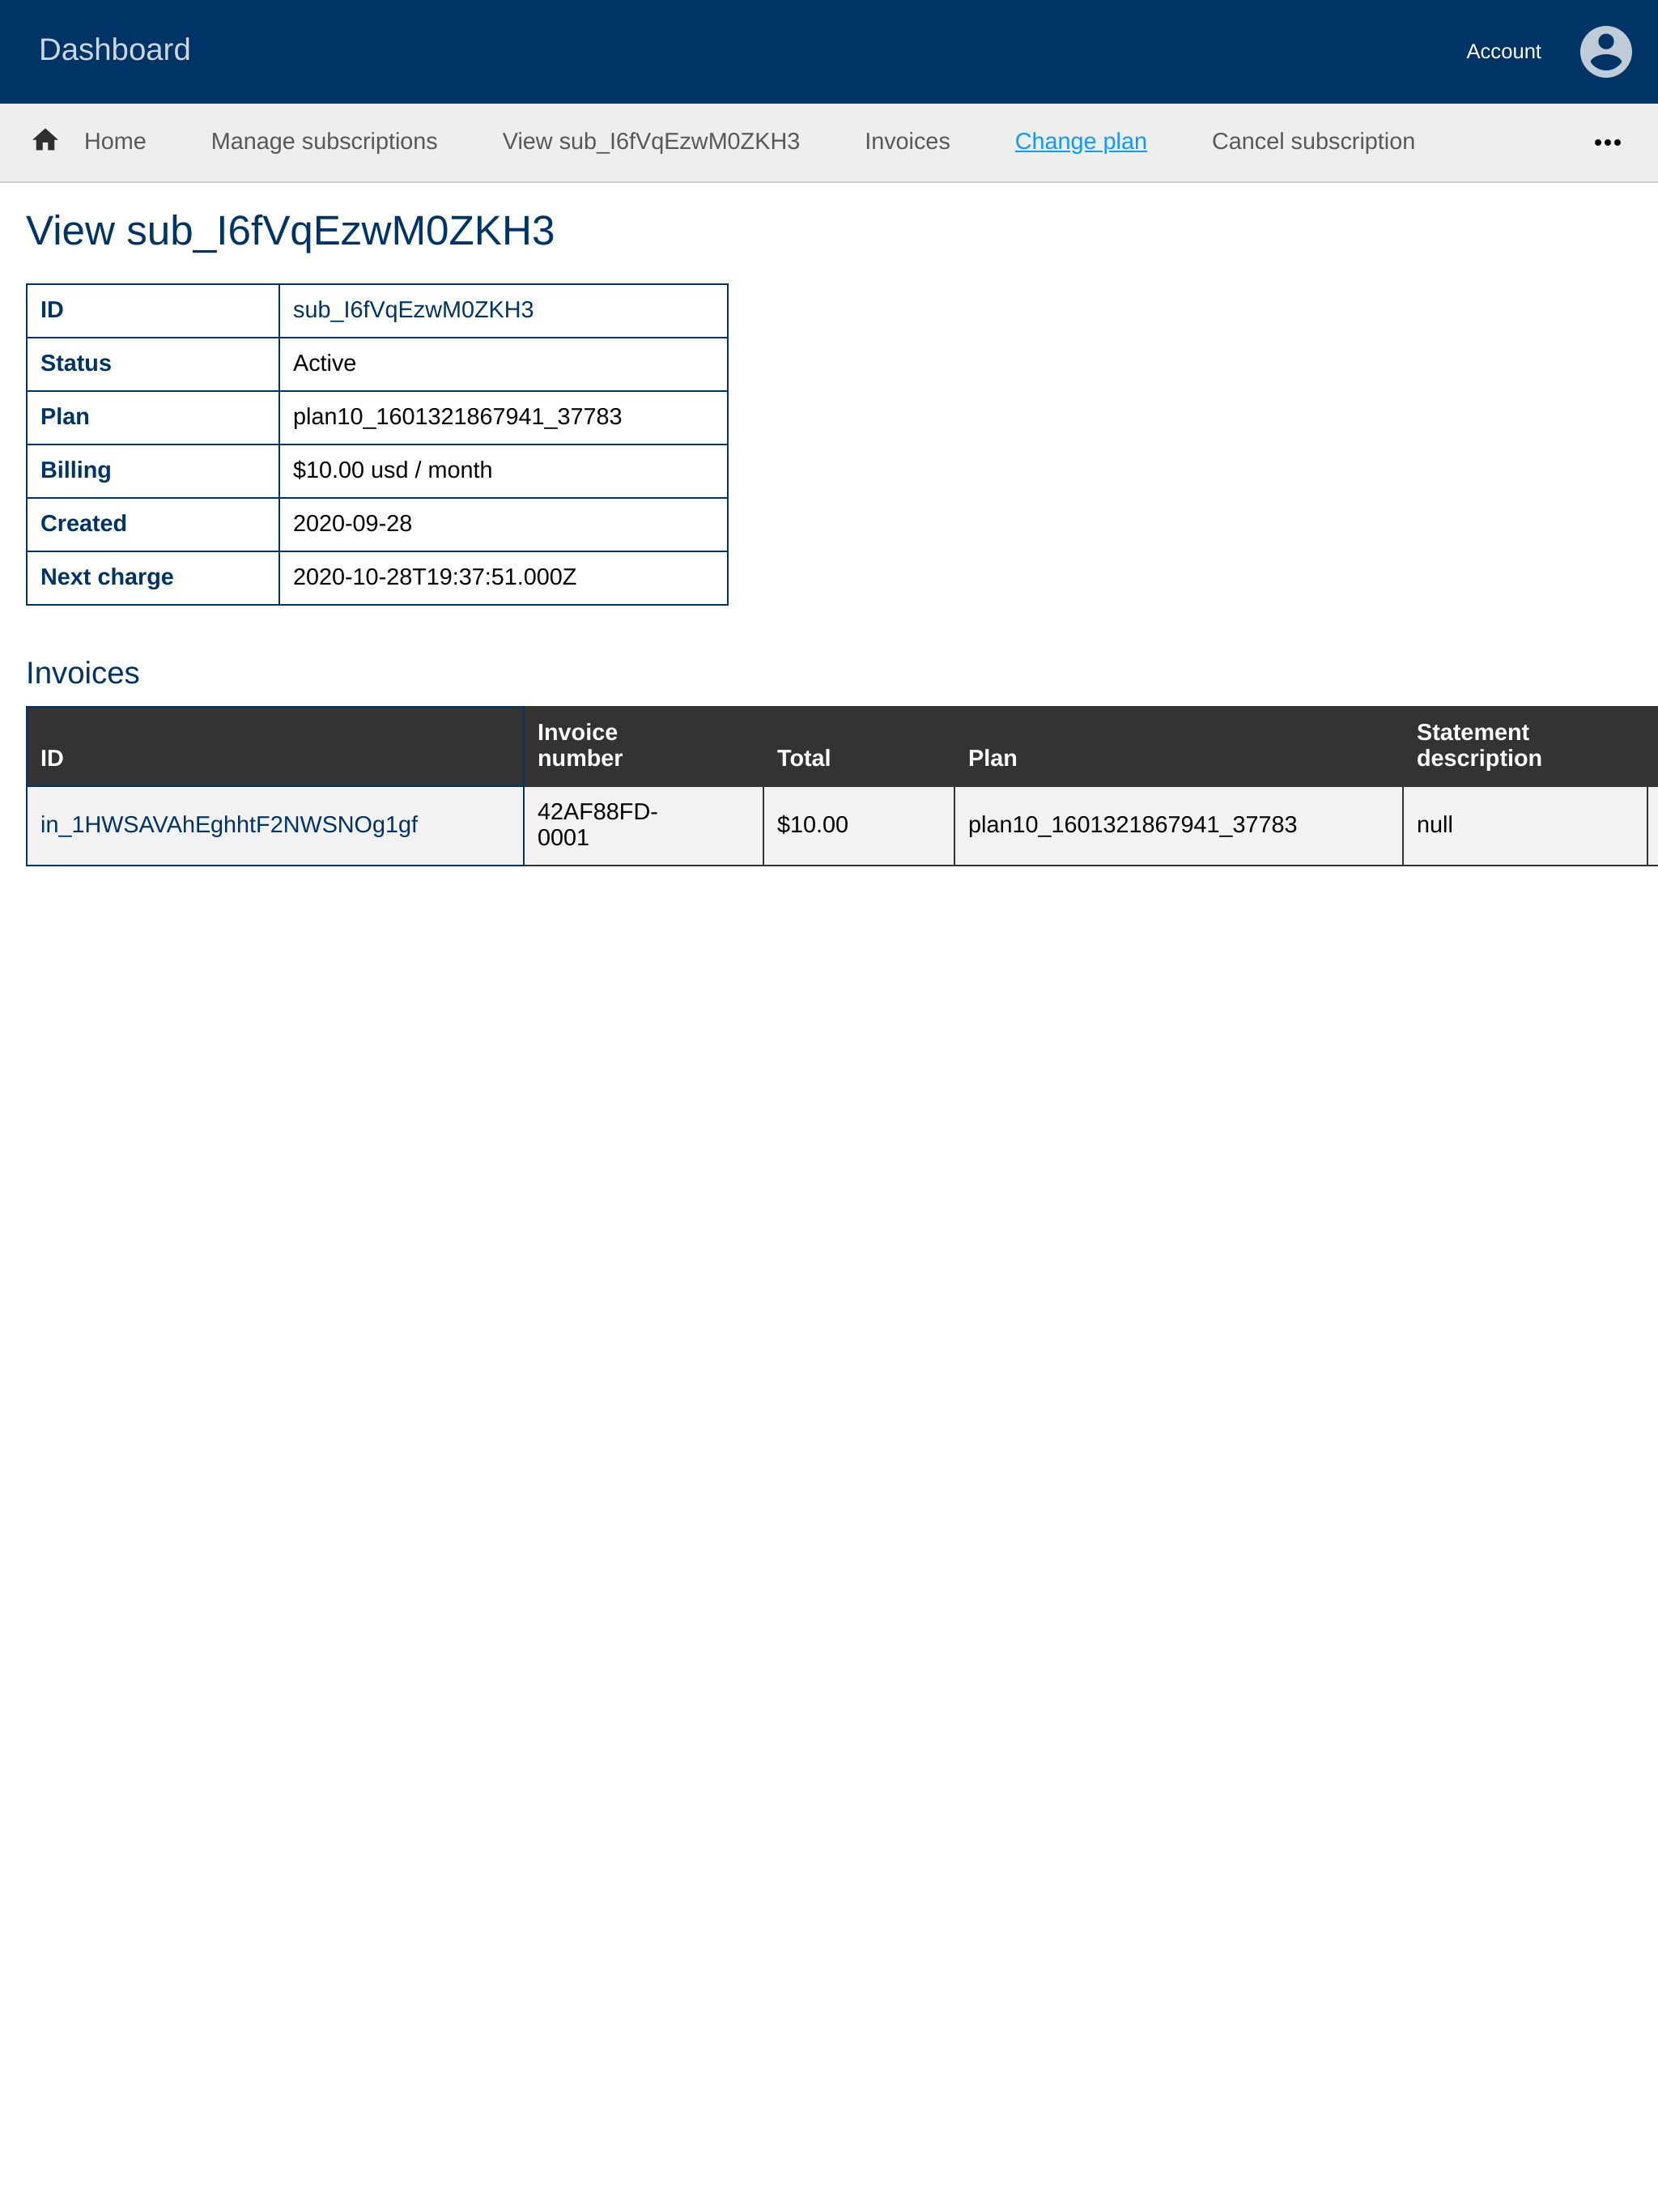 Dashboard
Account
Home Manage subscriptions View sub_I6fVqEzwM0ZKH3 Invoices Change plan Cancel subscription
View sub_I6fVqEzwM0ZKH3
ID sub_I6fVqEzwM0ZKH3
Status Active
Plan plan10_1601321867941_37783
Billing $10.00 usd / month
Created 2020-09-28
Next charge 2020-10-28T19:37:51.000Z
Invoices
ID Invoice number Total Plan Statement description
in_1HWSAVAhEghhtF2NWSNOg1gf 42AF88FD-0001 $10.00 plan10_1601321867941_37783 null